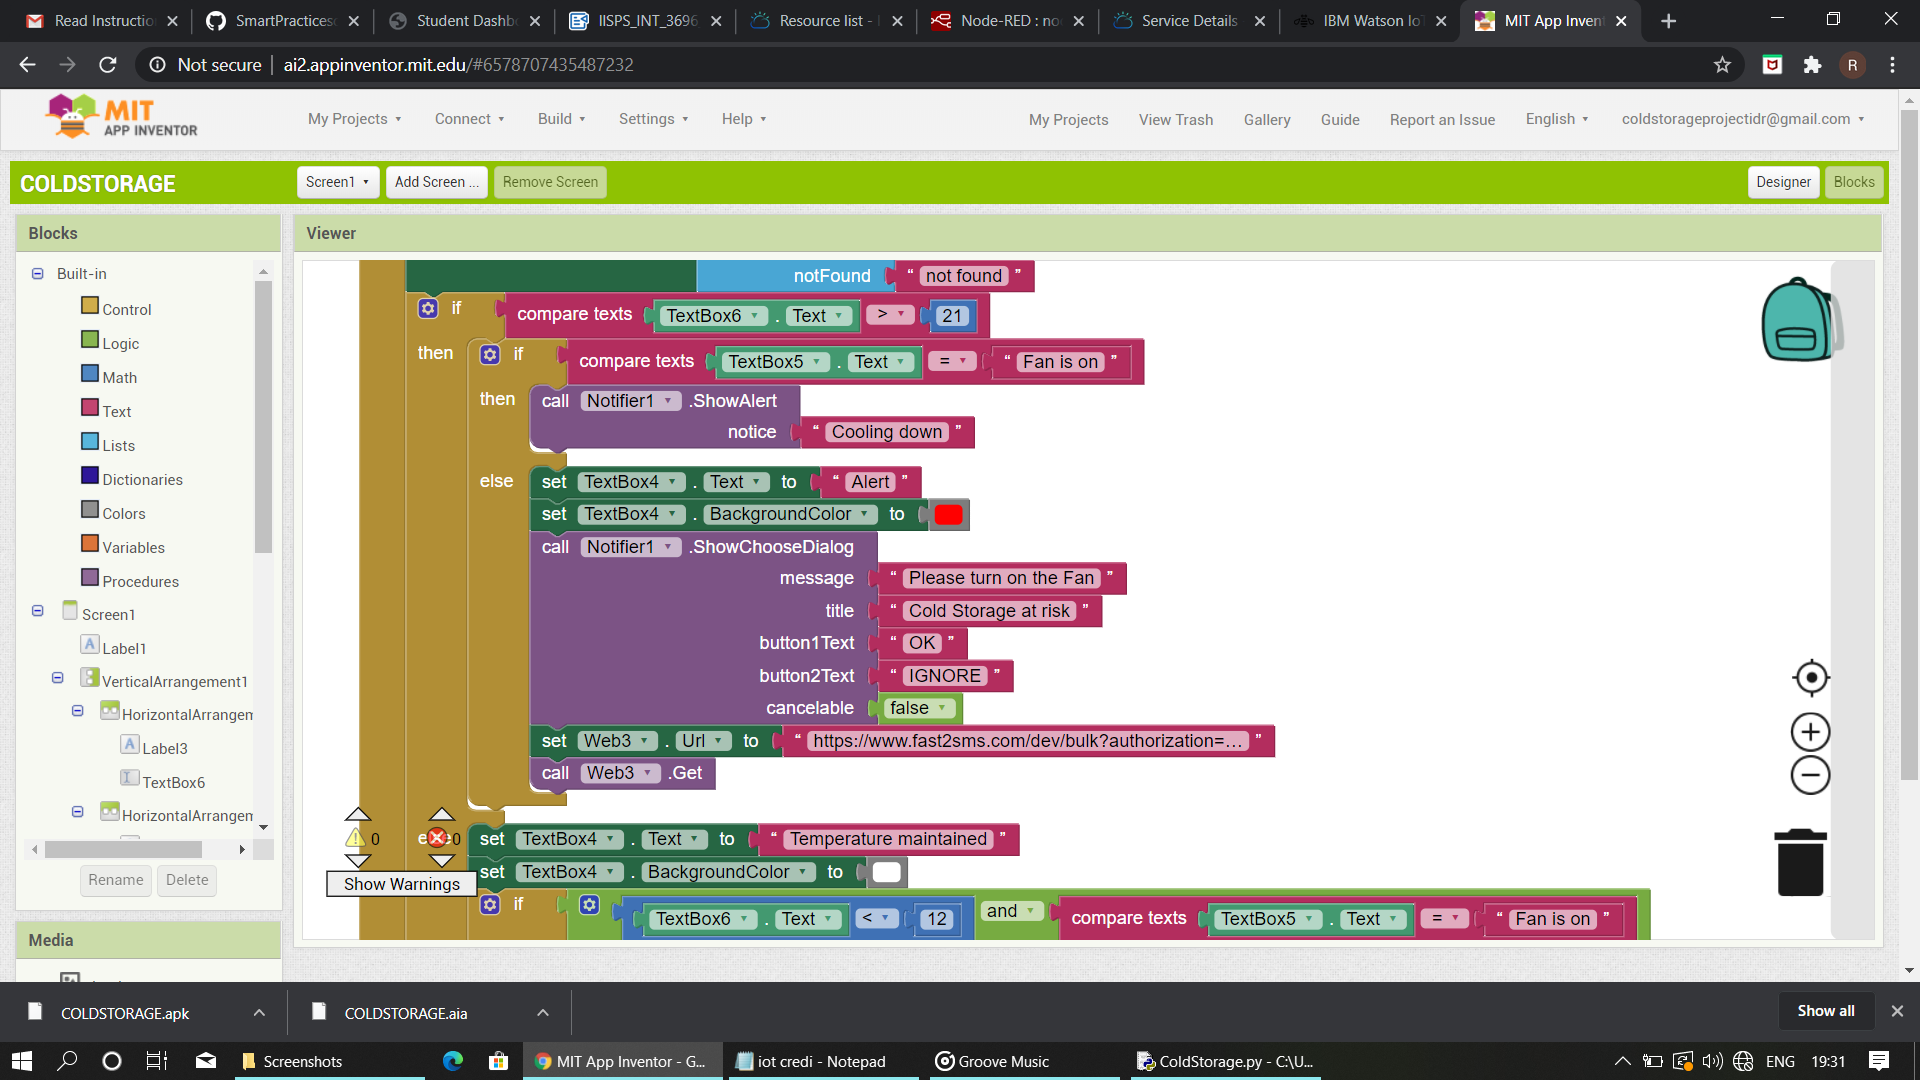 Read Instruction
SmartPractices
Student Dashb
IISPS_INT_3696
Resource list -
Node-RED : no
Service Details
IBM Watson Io
MIT App Invent
Not secure | ai2.appinventor.mit.edu/#6578707435487232
R
MIT
APP INVENTOR
My Projects
Connect
Build
Settings
Help
My Projects
View Trash
Gallery
Guide
Report an Issue
English
coldstorageprojectidr@gmail.com
COLDSTORAGE
Screen1
Add Screen ...
Remove Screen
Designer
Blocks
Blocks
Built-in
Control
Logic
Math
Text
Lists
Dictionaries
Colors
Variables
Procedures
Screen1
A Label1
VerticalArrangement1
HorizontalArrangem
A Label3
TextBox6
HorizontalArrangem
Rename
Delete
Media
Viewer
notFound “ not found ”
if compare texts TextBox6 . Text > 21
then if compare texts TextBox5 . Text = “ Fan is on ”
then call Notifier1 .ShowAlert
notice “ Cooling down ”
else set TextBox4 . Text to “ Alert ”
set TextBox4 . BackgroundColor to
call Notifier1 .ShowChooseDialog
message “ Please turn on the Fan ”
title “ Cold Storage at risk ”
button1Text “ OK ”
button2Text “ IGNORE ”
cancelable false
set Web3 . Url to “ https://www.fast2sms.com/dev/bulk?authorization=... ”
call Web3 .Get
0 0 set TextBox4 . Text to “ Temperature maintained ”
set TextBox4 . BackgroundColor to
Show Warnings
if TextBox6 . Text < 12 and compare texts TextBox5 . Text = “ Fan is on ”
COLDSTORAGE.apk
COLDSTORAGE.aia
Show all
Screenshots
MIT App Inventor - G...
iot credi - Notepad
Groove Music
ColdStorage.py - C:\U...
ENG
19:31